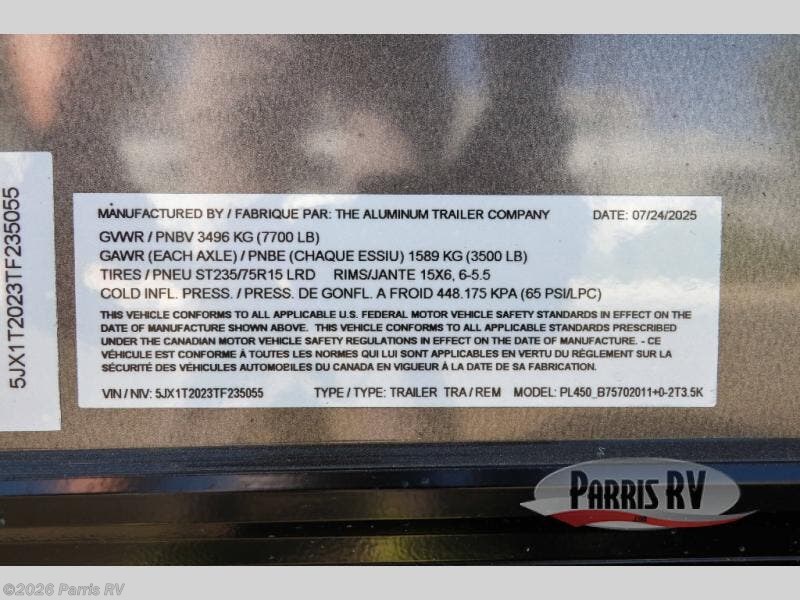 5JX1T2023TF235055
MANUFACTURED BY / FABRIQUE PAR: THE ALUMINUM TRAILER COMPANY DATE: 07/24/2025
GVWR / PNBV 3496 KG (7700 LB)
GAWR (EACH AXLE) / PNBE (CHAQUE ESSIU) 1589 KG (3500 LB)
TIRES / PNEU ST235/75R15 LRD RIMS/JANTE 15X6, 6-5.5
COLD INFL. PRESS. / PRESS. DE GONFL. A FROID 448.175 KPA (65 PSI/LPC)
THIS VEHICLE CONFORMS TO ALL APPLICABLE U.S. FEDERAL MOTOR VEHICLE SAFETY STANDARDS IN EFFECT ON THE
DATE OF MANUFACTURE SHOWN ABOVE. THIS VEHICLE CONFORMS TO ALL APPLICABLE STANDARDS PRESCRIBED
UNDER THE CANADIAN MOTOR VEHICLE SAFETY REGULATIONS IN EFFECT ON THE DATE OF MANUFACTURE. - CE
VÉHICULE EST CONFORME À TOUTES LES NORMES QUI LUI SONT APPLICABLES EN VERTU DU RÈGLEMENT SUR LA
SÉCURITÉ DES VÉHICULES AUTOMOBILES DU CANADA EN VIGUEUR À LA DATE DE SA FABRICATION.
VIN / NIV: 5JX1T2023TF235055 TYPE / TYPE: TRAILER TRA / REM MODEL: PL450_B75702011+0-2T3.5K
PARRIS RV
©2026 Parris RV